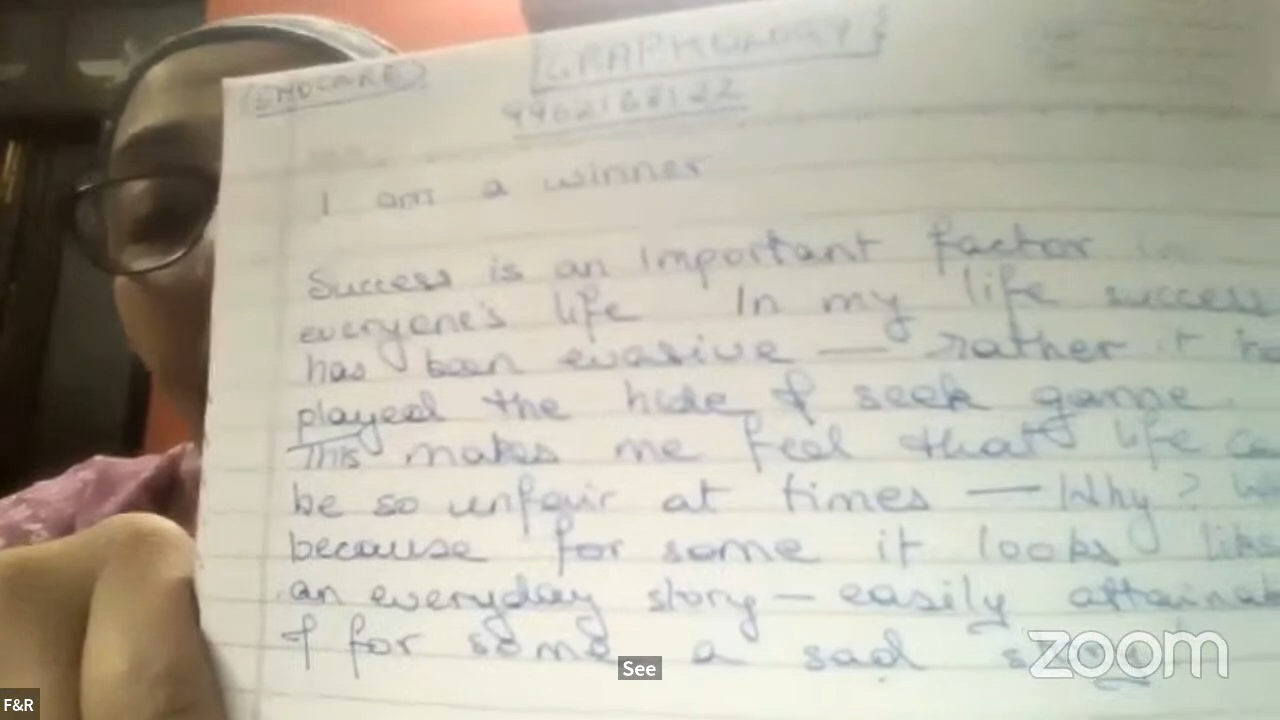 GRAPHOLOGY
I am a winner
Success is an important factor in
everyone's life In my life success
has been evasive — rather it
played the hide & seek game.
This makes me feel that life
be so unfair at times — Why?
because for some it looks like
an everyday story — easily
& for some a sad
zoom
See
F&R